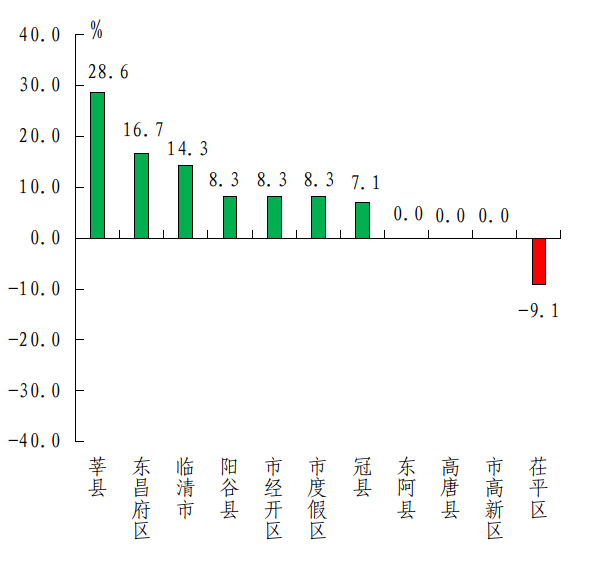 %
40.0
30.0
20.0
10.0
0.0
-10.0
-20.0
-30.0
-40.0
28.6
16.7
14.3
8.3
8.3
8.3
7.1
0.0
0.0
0.0
-9.1
莘县
东昌府区
临清市
阳谷县
市经开区
市度假区
冠县
东阿县
高唐县
市高新区
茌平区